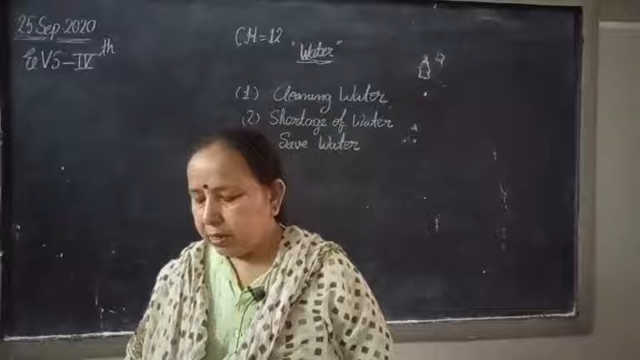 25 Sep 2020
EVS-IVth
CH=12
"Water"
(1) Cleaning Water
(2) Shortage of Water
Save Water